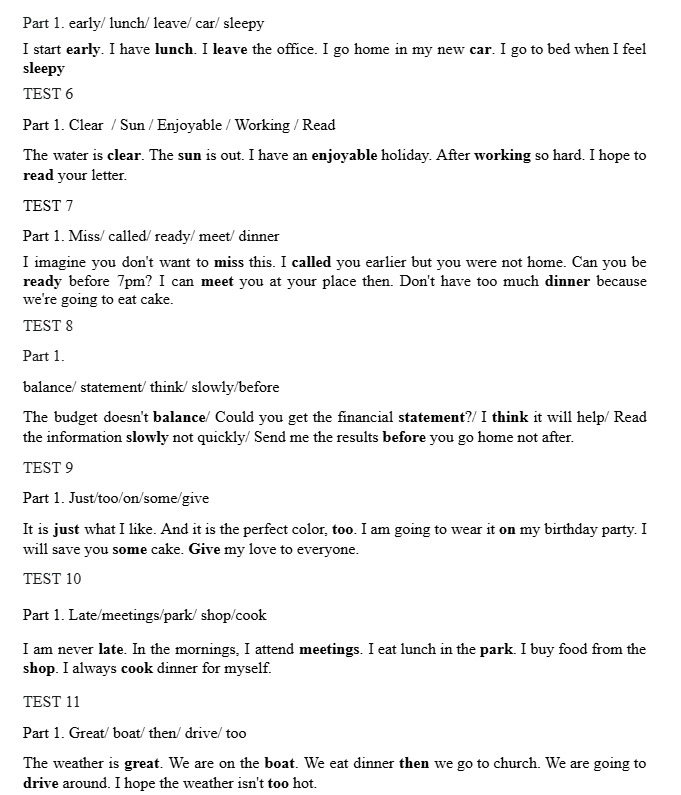 Part 1. early/ lunch/ leave/ car/ sleepy
I start early. I have lunch. I leave the office. I go home in my new car. I go to bed when I feel
sleepy
TEST 6
Part 1. Clear / Sun / Enjoyable / Working / Read
The water is clear. The sun is out. I have an enjoyable holiday. After working so hard. I hope to
read your letter.
TEST 7
Part 1. Miss/ called/ ready/ meet/ dinner
I imagine you don't want to miss this. I called you earlier but you were not home. Can you be
ready before 7pm? I can meet you at your place then. Don't have too much dinner because
we're going to eat cake.
TEST 8
Part 1.
balance/ statement/ think/ slowly/before
The budget doesn't balance/ Could you get the financial statement?/ I think it will help/ Read
the information slowly not quickly/ Send me the results before you go home not after.
TEST 9
Part 1. Just/too/on/some/give
It is just what I like. And it is the perfect color, too. I am going to wear it on my birthday party. I
will save you some cake. Give my love to everyone.
TEST 10
Part 1. Late/meetings/park/ shop/cook
I am never late. In the mornings, I attend meetings. I eat lunch in the park. I buy food from the
shop. I always cook dinner for myself.
TEST 11
Part 1. Great/ boat/ then/ drive/ too
The weather is great. We are on the boat. We eat dinner then we go to church. We are going to
drive around. I hope the weather isn't too hot.